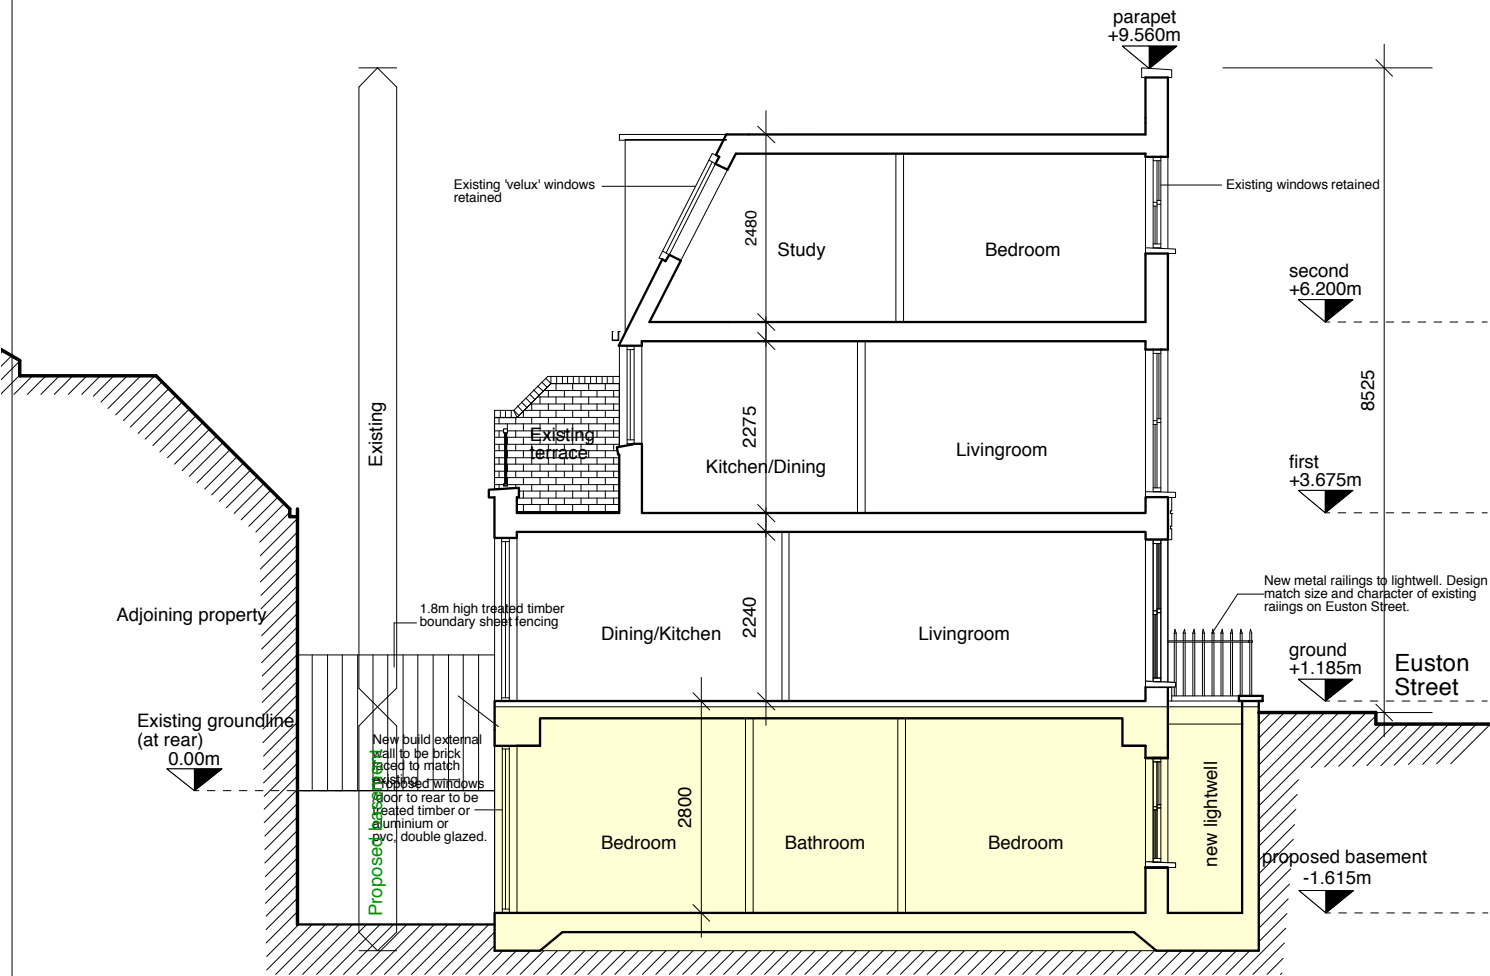 parapet
+9.560m
Existing 'velux' windows
retained
Existing windows retained
2480
Study
Bedroom
second
+6.200m
Existing
8525
Existing
terrace
2275
Kitchen/Dining
Livingroom
first
+3.675m
Adjoining property
1.8m high treated timber
boundary sheet fencing
Dining/Kitchen
2240
Livingroom
New metal railings to lightwell. Design
match size and character of existing
raiings on Euston Street.
ground
+1.185m
Euston
Street
Existing groundline
(at rear)
0.00m
New build external
wall to be brick
faced to match
existing
Proposed windows
door to rear to be
treated timber or
aluminium or
pvc, double glazed.
Proposed basement
2800
Bedroom
Bathroom
Bedroom
new lightwell
proposed basement
-1.615m